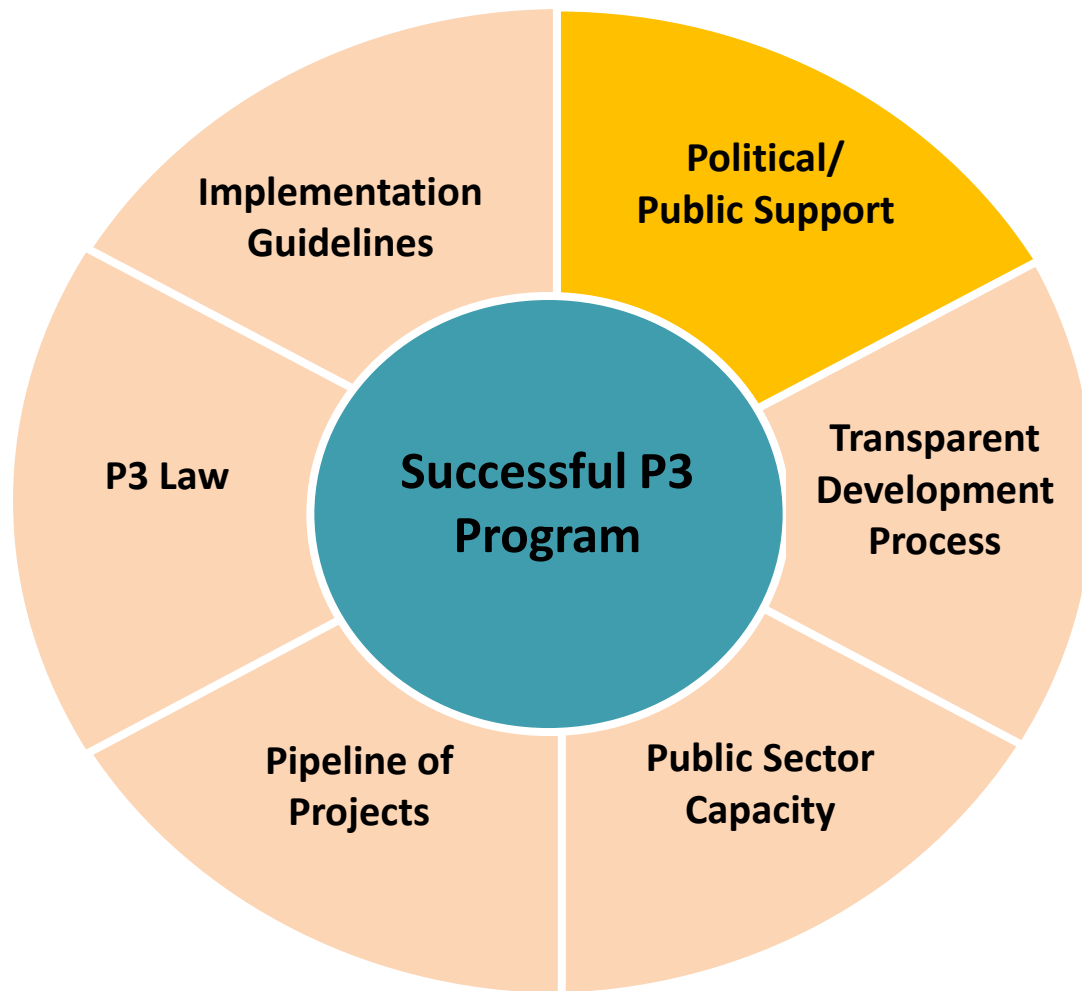 Political/
Public Support
Implementation
Guidelines
Transparent
Development
Process
P3 Law
Successful P3
Program
Public Sector
Capacity
Pipeline of
Projects